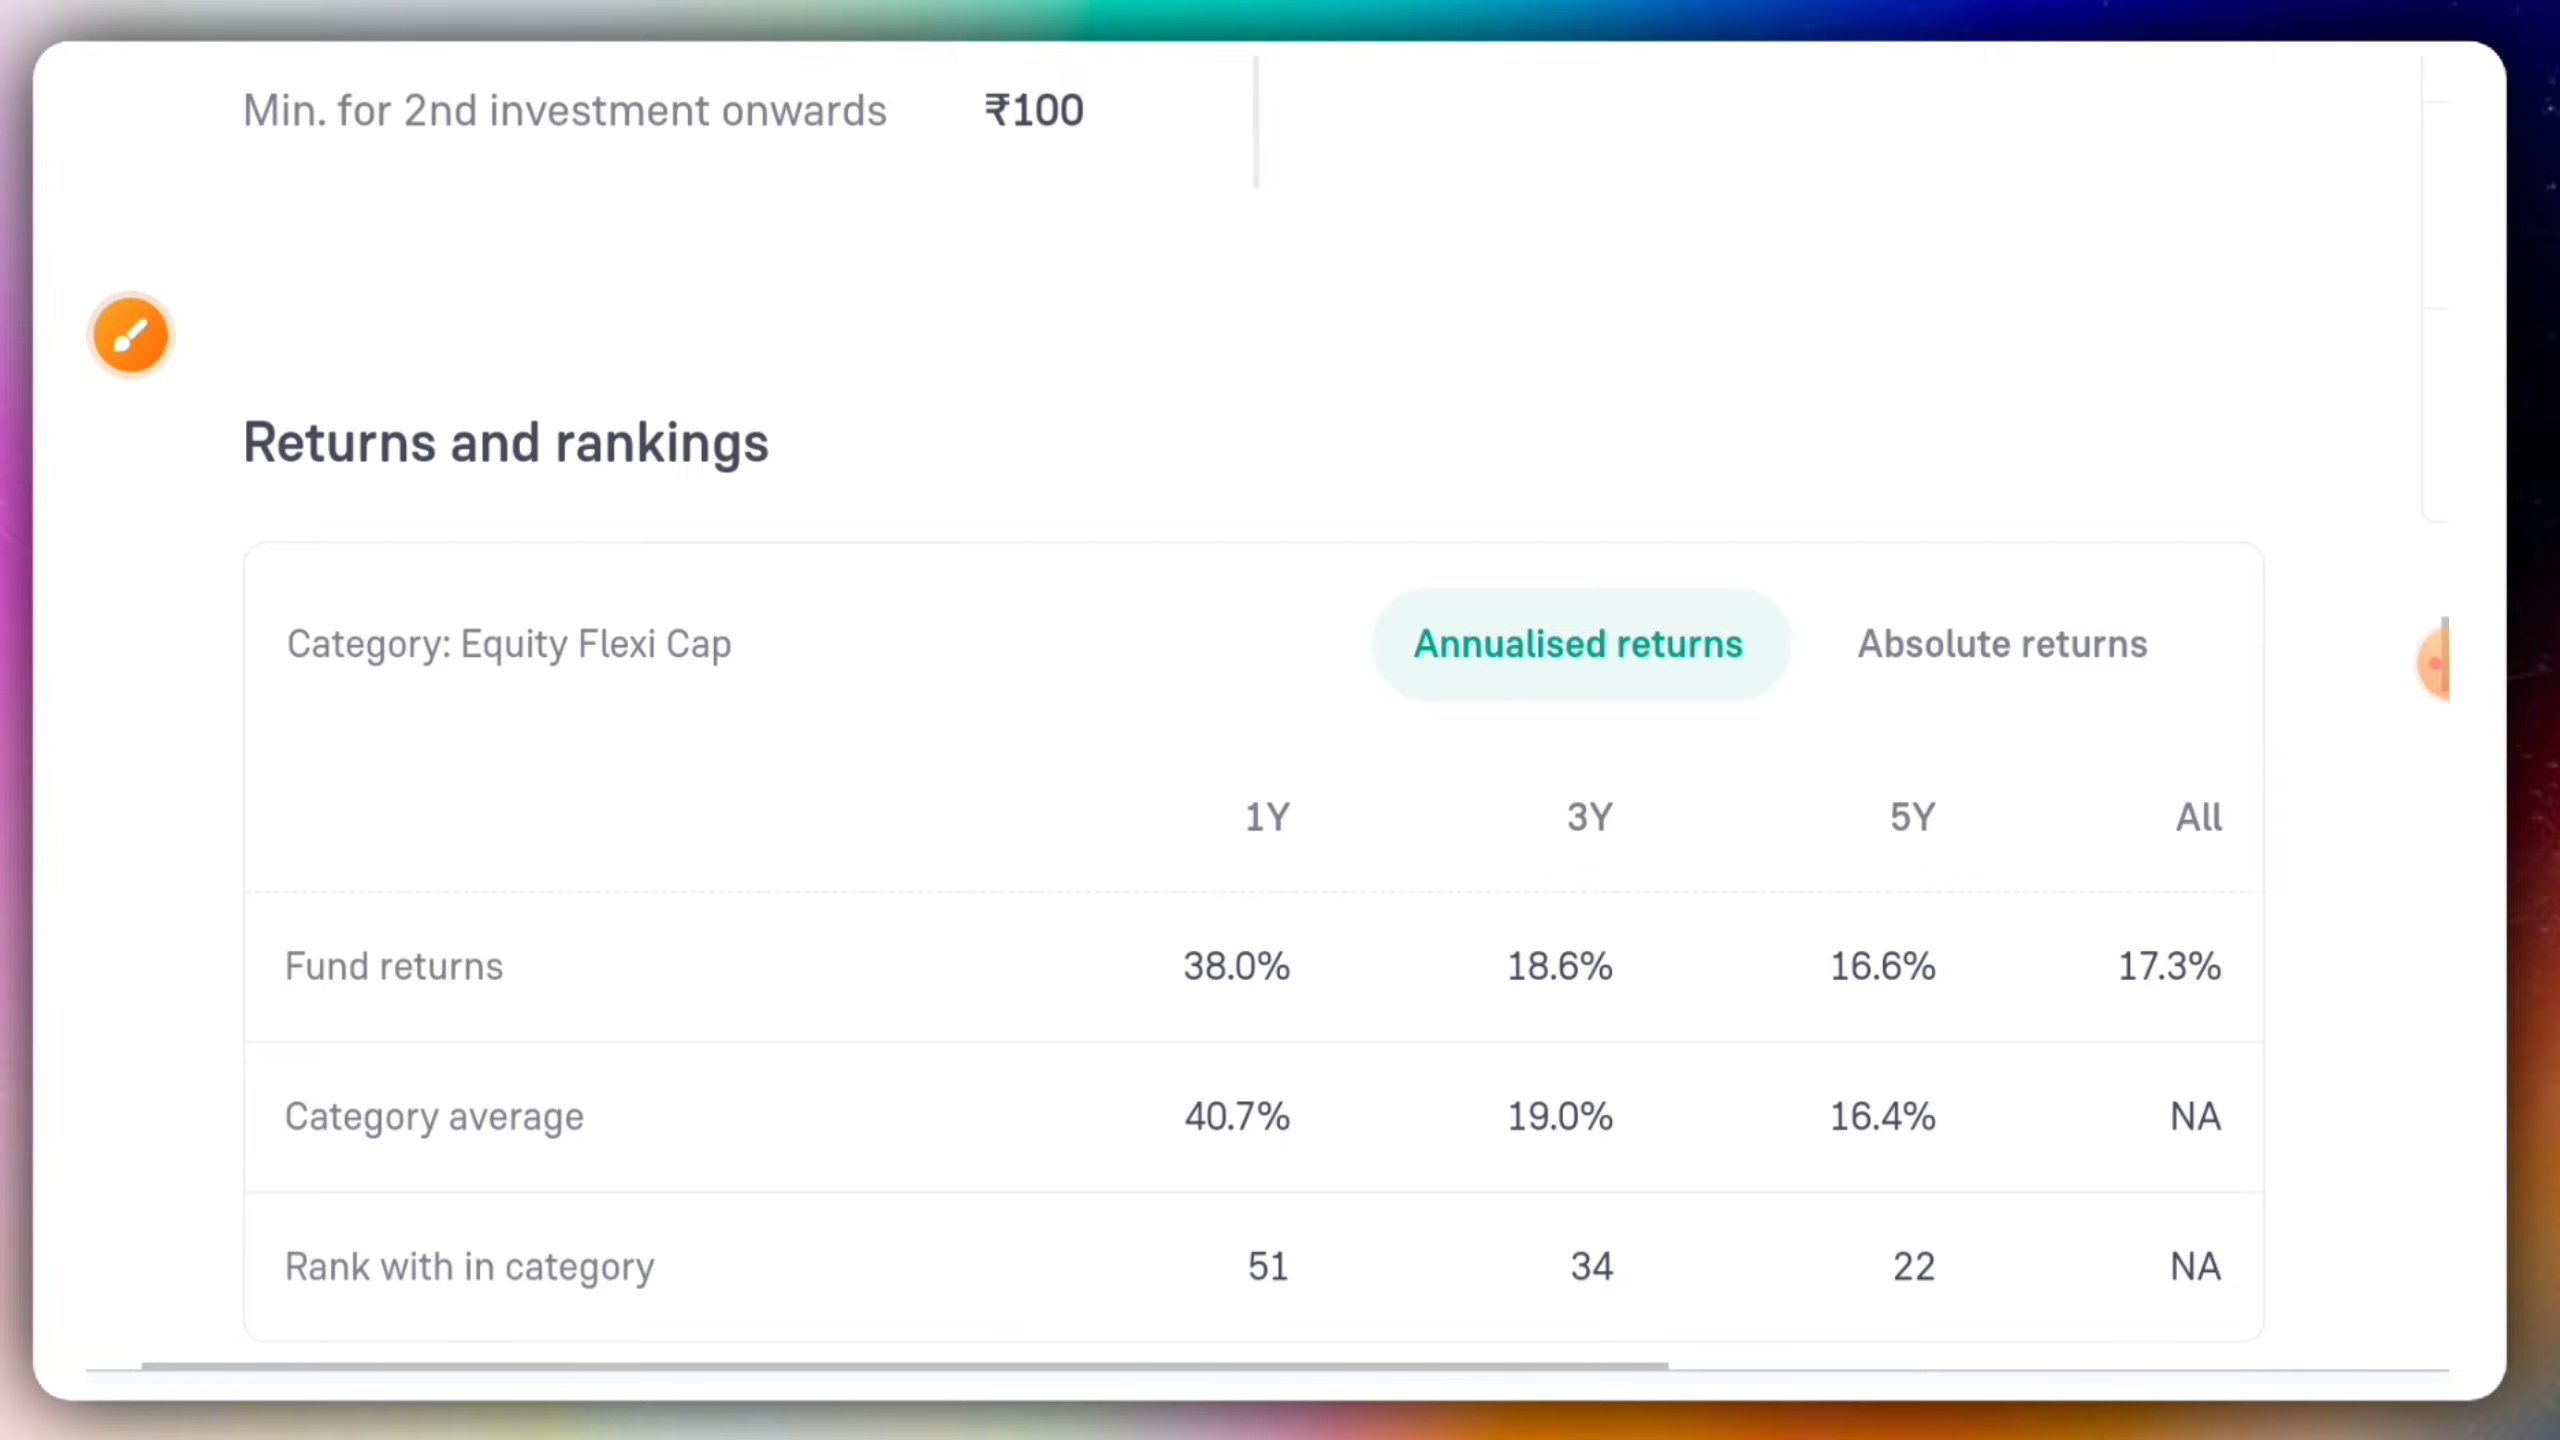 Min. for 2nd investment onwards ₹100
Returns and rankings
Category: Equity Flexi Cap Annualised returns Absolute returns
1Y 3Y 5Y All
Fund returns 38.0% 18.6% 16.6% 17.3%
Category average 40.7% 19.0% 16.4% NA
Rank with in category 51 34 22 NA